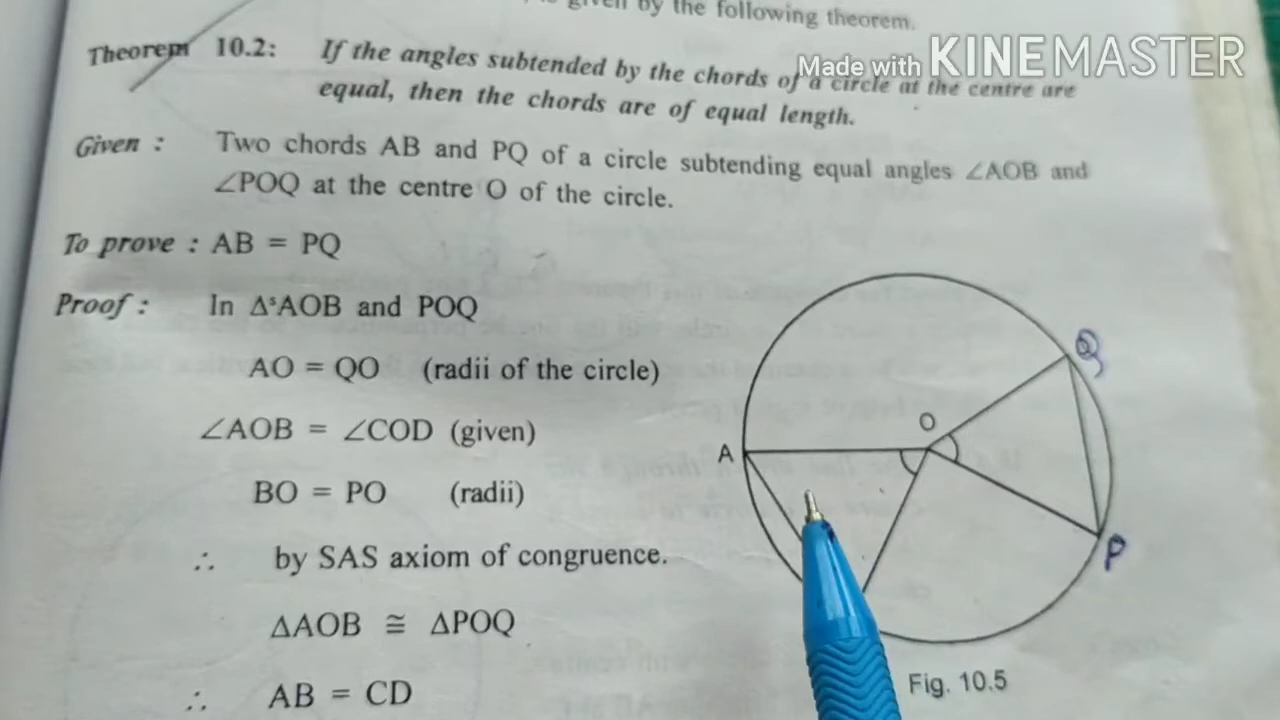 given by the following theorem.
Made with KINEMASTER
Theorem 10.2: If the angles subtended by the chords of a circle at the centre are
equal, then the chords are of equal length.
Given : Two chords AB and PQ of a circle subtending equal angles ∠AOB and
∠POQ at the centre O of the circle.
To prove : AB = PQ
Proof : In ΔˢAOB and POQ
AO = QO (radii of the circle)
∠AOB = ∠COD (given)
BO = PO (radii)
∴ by SAS axiom of congruence.
ΔAOB ≅ ΔPOQ
∴ AB = CD
Q
O
A
P
Fig. 10.5